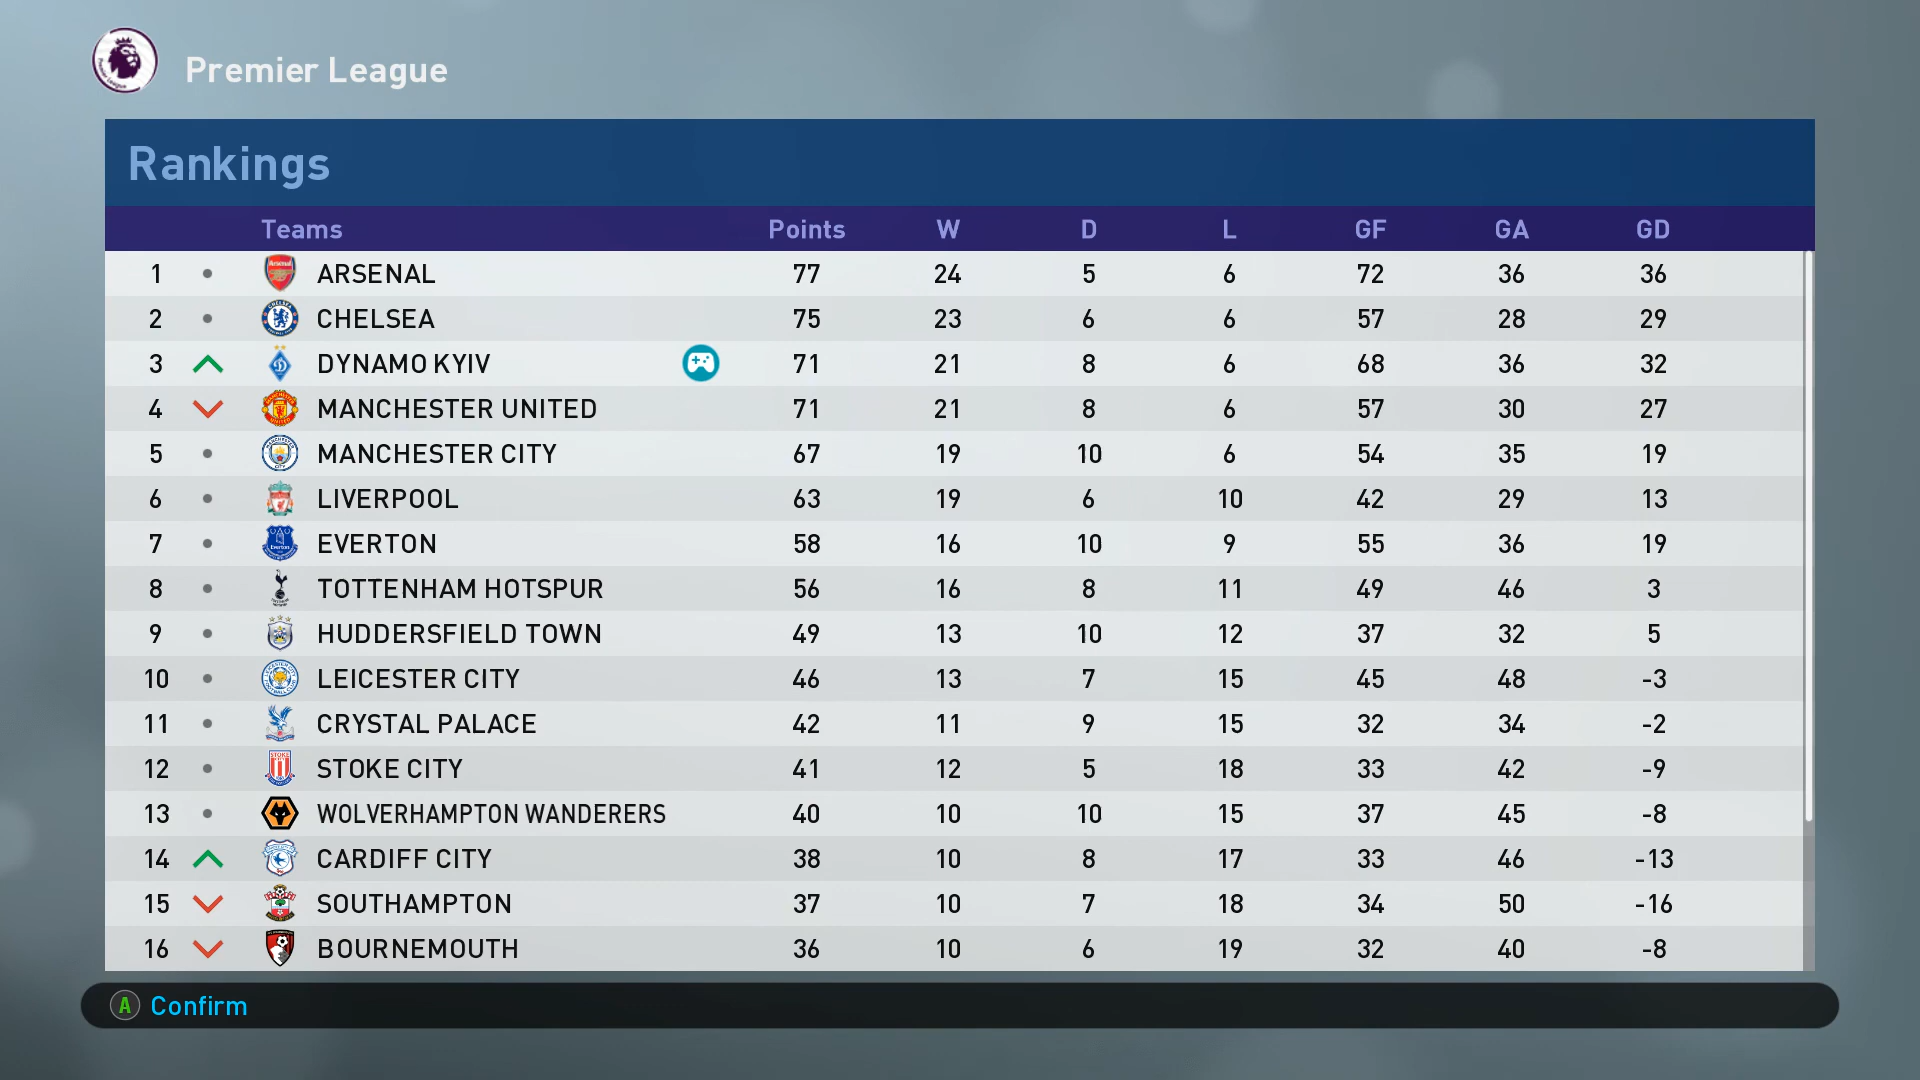 Premier League
Rankings
Teams Points W D L GF GA GD
1 ARSENAL 77 24 5 6 72 36 36
2 CHELSEA 75 23 6 6 57 28 29
3 DYNAMO KYIV 71 21 8 6 68 36 32
4 MANCHESTER UNITED 71 21 8 6 57 30 27
5 MANCHESTER CITY 67 19 10 6 54 35 19
6 LIVERPOOL 63 19 6 10 42 29 13
7 EVERTON 58 16 10 9 55 36 19
8 TOTTENHAM HOTSPUR 56 16 8 11 49 46 3
9 HUDDERSFIELD TOWN 49 13 10 12 37 32 5
10 LEICESTER CITY 46 13 7 15 45 48 -3
11 CRYSTAL PALACE 42 11 9 15 32 34 -2
12 STOKE CITY 41 12 5 18 33 42 -9
13 WOLVERHAMPTON WANDERERS 40 10 10 15 37 45 -8
14 CARDIFF CITY 38 10 8 17 33 46 -13
15 SOUTHAMPTON 37 10 7 18 34 50 -16
16 BOURNEMOUTH 36 10 6 19 32 40 -8
A Confirm